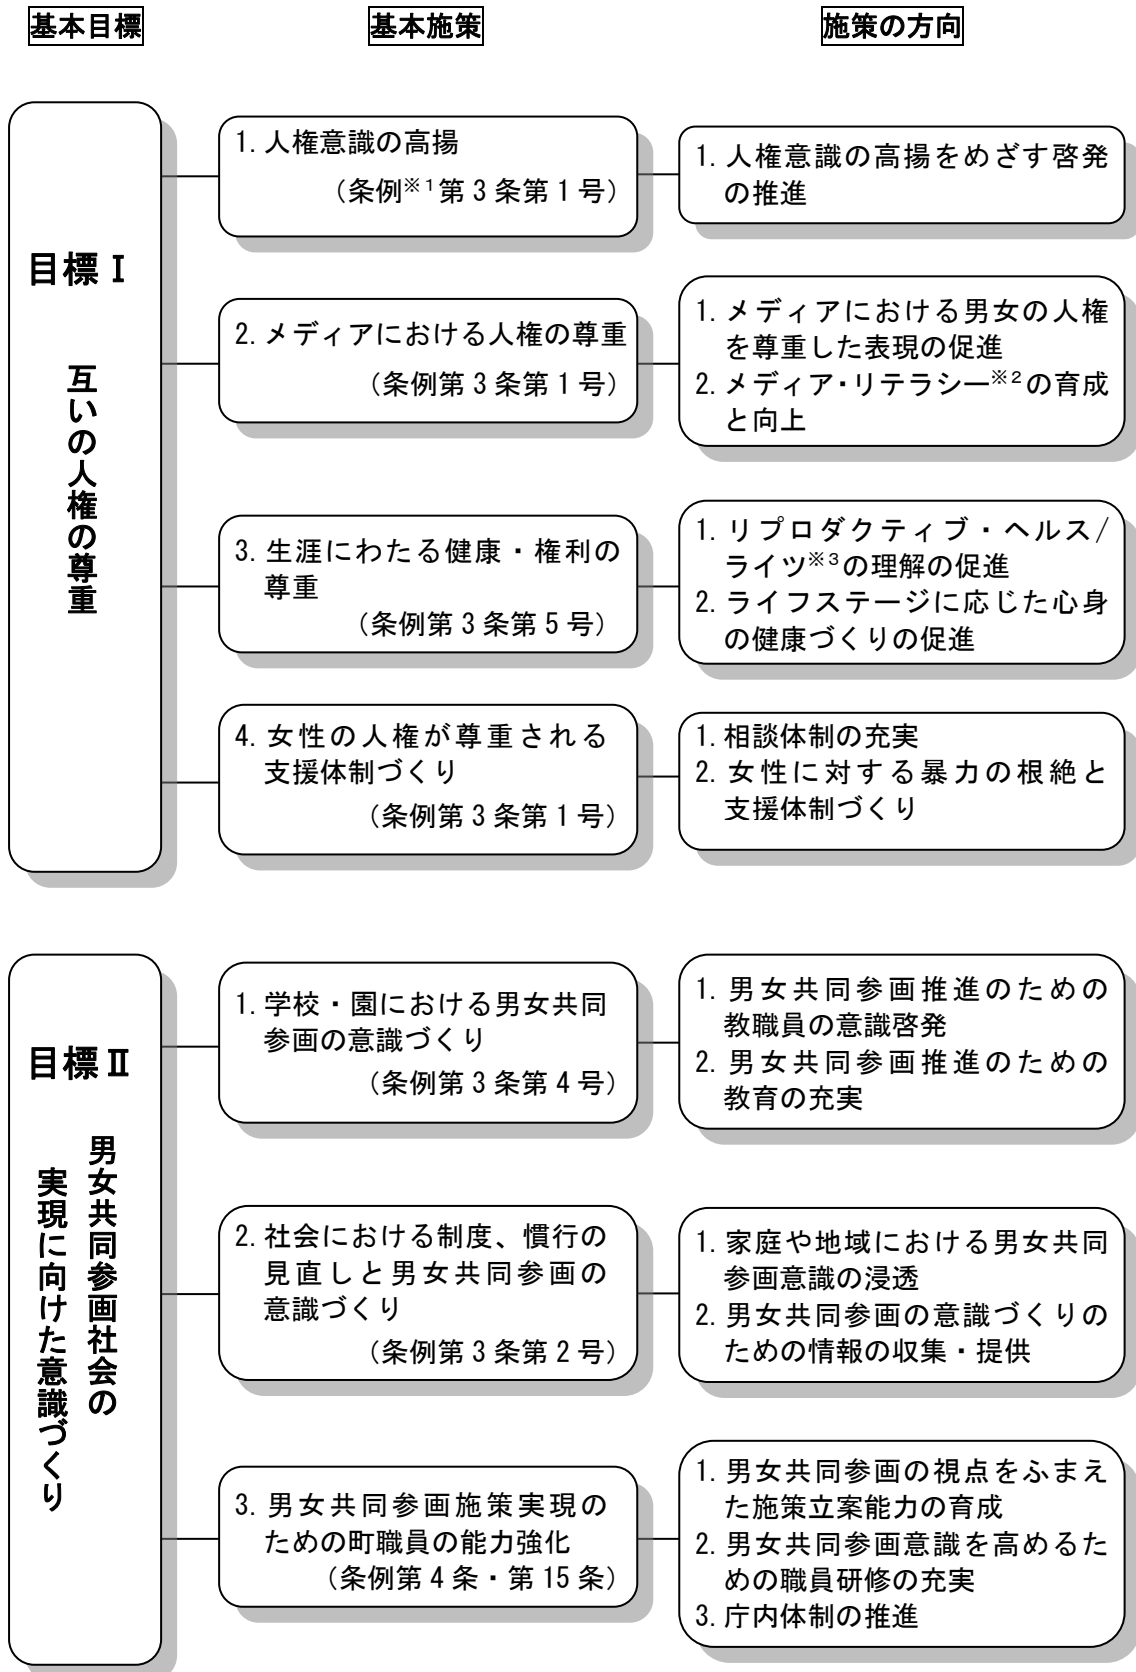 基本目標
基本施策
施策の方向
目標Ⅰ
互いの人権の尊重
1. 人権意識の高揚
（条例※1第3条第1号）
1. 人権意識の高揚をめざす啓発
の推進
2. メディアにおける人権の尊重
（条例第3条第1号）
1. メディアにおける男女の人権
を尊重した表現の促進
2. メディア・リテラシー※2の育成
と向上
3. 生涯にわたる健康・権利の
尊重
（条例第3条第5号）
1. リプロダクティブ・ヘルス/
ライツ※3の理解の促進
2. ライフステージに応じた心身
の健康づくりの促進
4. 女性の人権が尊重される
支援体制づくり
（条例第3条第1号）
1. 相談体制の充実
2. 女性に対する暴力の根絶と
支援体制づくり
目標Ⅱ
男女共同参画社会の
実現に向けた意識づくり
1. 学校・園における男女共同
参画の意識づくり
（条例第3条第4号）
1. 男女共同参画推進のための
教職員の意識啓発
2. 男女共同参画推進のための
教育の充実
2. 社会における制度、慣行の
見直しと男女共同参画の
意識づくり
（条例第3条第2号）
1. 家庭や地域における男女共同
参画意識の浸透
2. 男女共同参画の意識づくりの
ための情報の収集・提供
3. 男女共同参画施策実現の
ための町職員の能力強化
（条例第4条・第15条）
1. 男女共同参画の視点をふまえ
た施策立案能力の育成
2. 男女共同参画意識を高めるた
めの職員研修の充実
3. 庁内体制の推進